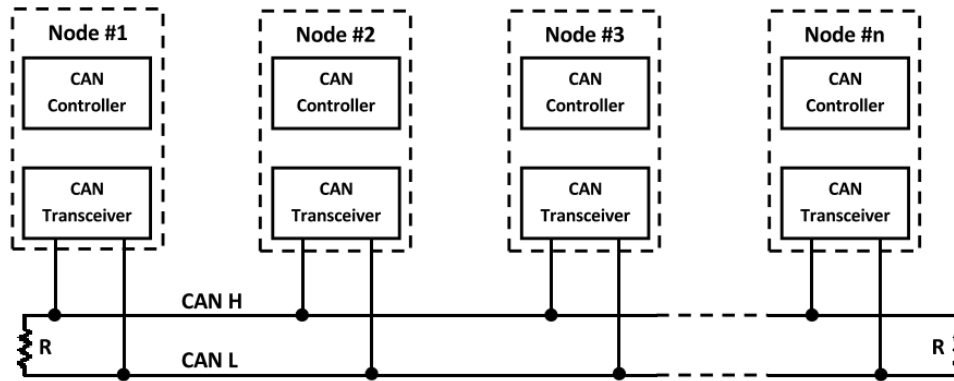 Node #1
CAN
Controller
CAN
Transceiver
Node #2
CAN
Controller
CAN
Transceiver
Node #3
CAN
Controller
CAN
Transceiver
Node #n
CAN
Controller
CAN
Transceiver
CAN H
R
CAN L
R